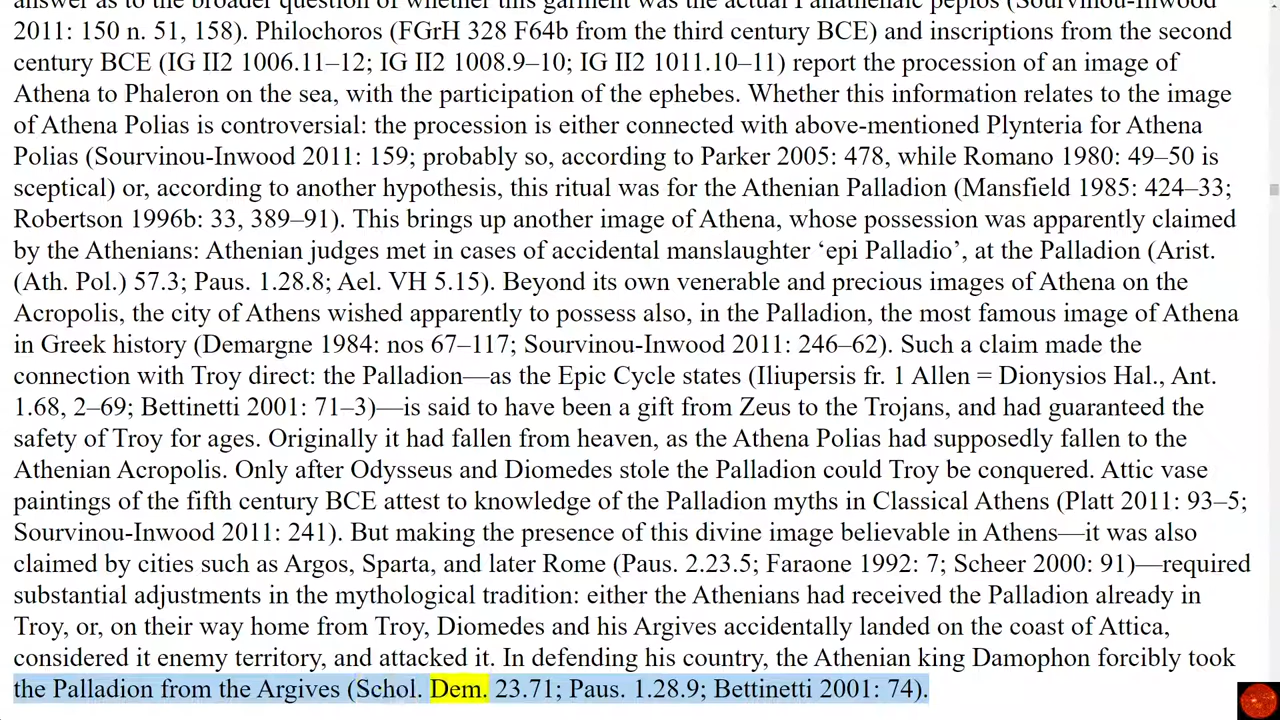 answer as to the broader question of whether this garment was the actual Panathenaic peplos (Sourvinou-Inwood
2011: 150 n. 51, 158). Philochoros (FGrH 328 F64b from the third century BCE) and inscriptions from the second
century BCE (IG II2 1006.11–12; IG II2 1008.9–10; IG II2 1011.10–11) report the procession of an image of
Athena to Phaleron on the sea, with the participation of the ephebes. Whether this information relates to the image
of Athena Polias is controversial: the procession is either connected with above-mentioned Plynteria for Athena
Polias (Sourvinou-Inwood 2011: 159; probably so, according to Parker 2005: 478, while Romano 1980: 49–50 is
sceptical) or, according to another hypothesis, this ritual was for the Athenian Palladion (Mansfield 1985: 424–33;
Robertson 1996b: 33, 389–91). This brings up another image of Athena, whose possession was apparently claimed
by the Athenians: Athenian judges met in cases of accidental manslaughter ‘epi Palladio’, at the Palladion (Arist.
(Ath. Pol.) 57.3; Paus. 1.28.8; Ael. VH 5.15). Beyond its own venerable and precious images of Athena on the
Acropolis, the city of Athens wished apparently to possess also, in the Palladion, the most famous image of Athena
in Greek history (Demargne 1984: nos 67–117; Sourvinou-Inwood 2011: 246–62). Such a claim made the
connection with Troy direct: the Palladion—as the Epic Cycle states (Iliupersis fr. 1 Allen = Dionysios Hal., Ant.
1.68, 2–69; Bettinetti 2001: 71–3)—is said to have been a gift from Zeus to the Trojans, and had guaranteed the
safety of Troy for ages. Originally it had fallen from heaven, as the Athena Polias had supposedly fallen to the
Athenian Acropolis. Only after Odysseus and Diomedes stole the Palladion could Troy be conquered. Attic vase
paintings of the fifth century BCE attest to knowledge of the Palladion myths in Classical Athens (Platt 2011: 93–5;
Sourvinou-Inwood 2011: 241). But making the presence of this divine image believable in Athens—it was also
claimed by cities such as Argos, Sparta, and later Rome (Paus. 2.23.5; Faraone 1992: 7; Scheer 2000: 91)—required
substantial adjustments in the mythological tradition: either the Athenians had received the Palladion already in
Troy, or, on their way home from Troy, Diomedes and his Argives accidentally landed on the coast of Attica,
considered it enemy territory, and attacked it. In defending his country, the Athenian king Damophon forcibly took
the Palladion from the Argives (Schol. Dem. 23.71; Paus. 1.28.9; Bettinetti 2001: 74).